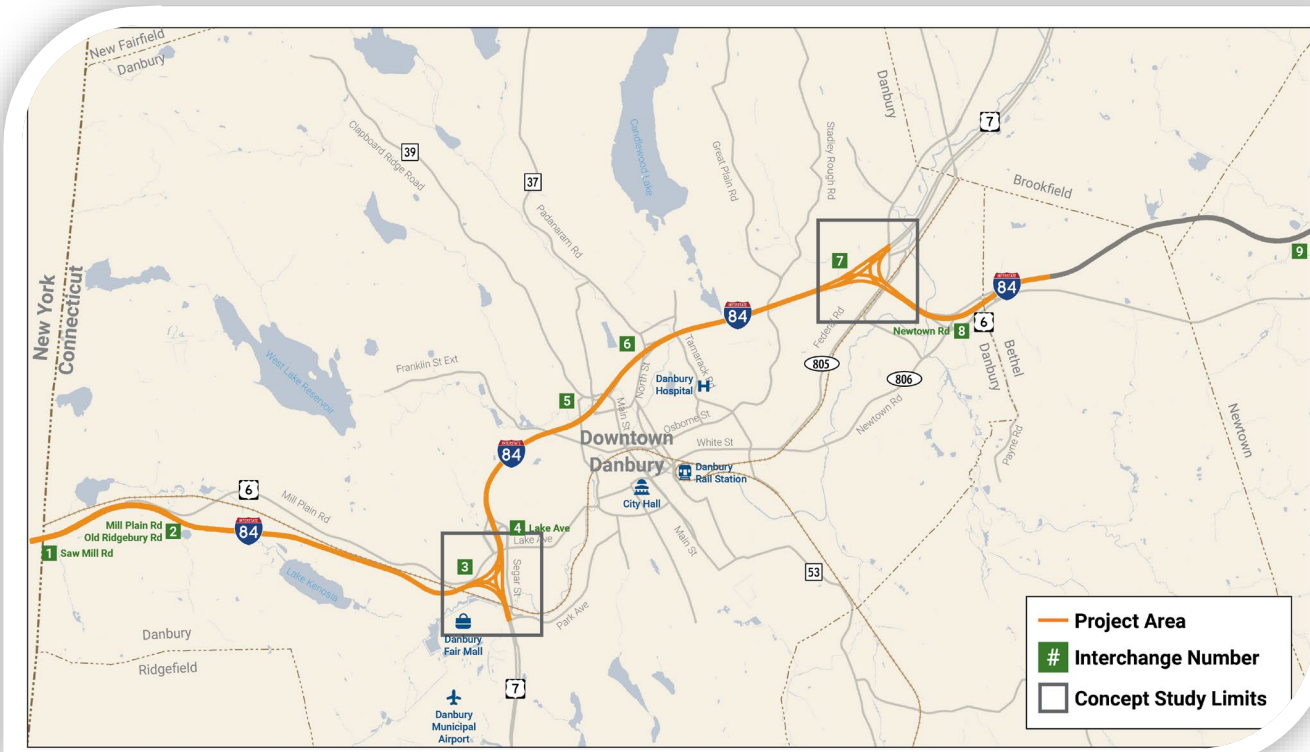 New Fairfield
Danbury
Danbury
7
39
Clapboard Ridge Road
37
Padanaram Rd
Candlewood Lake
Great Plain Rd
Stadley Rough Rd
Brookfield
New York
Connecticut
7
9
84
84
6
Newtown Rd 8
Danbury
Bethel
Newtown
West Lake Reservoir
Franklin St Ext
6
North St
Tamarack Rd
Federal Rd
805
806
Danbury
Hospital
H
5
Main St
Osborne St
Newtown Rd
Payne Rd
84
Downtown
Danbury
White St
Danbury
Rail Station
City Hall
6
Mill Plain Rd
Mill Plain Rd
Old Ridgebury Rd
2
84
1 Saw Mill Rd
4 Lake Ave
Lake Ave
Main St
3
Segar St
Lake Kenosia
53
Park Ave
Danbury
Fair Mall
Danbury
Ridgefield
7
Danbury
Municipal
Airport
Project Area
# Interchange Number
Concept Study Limits